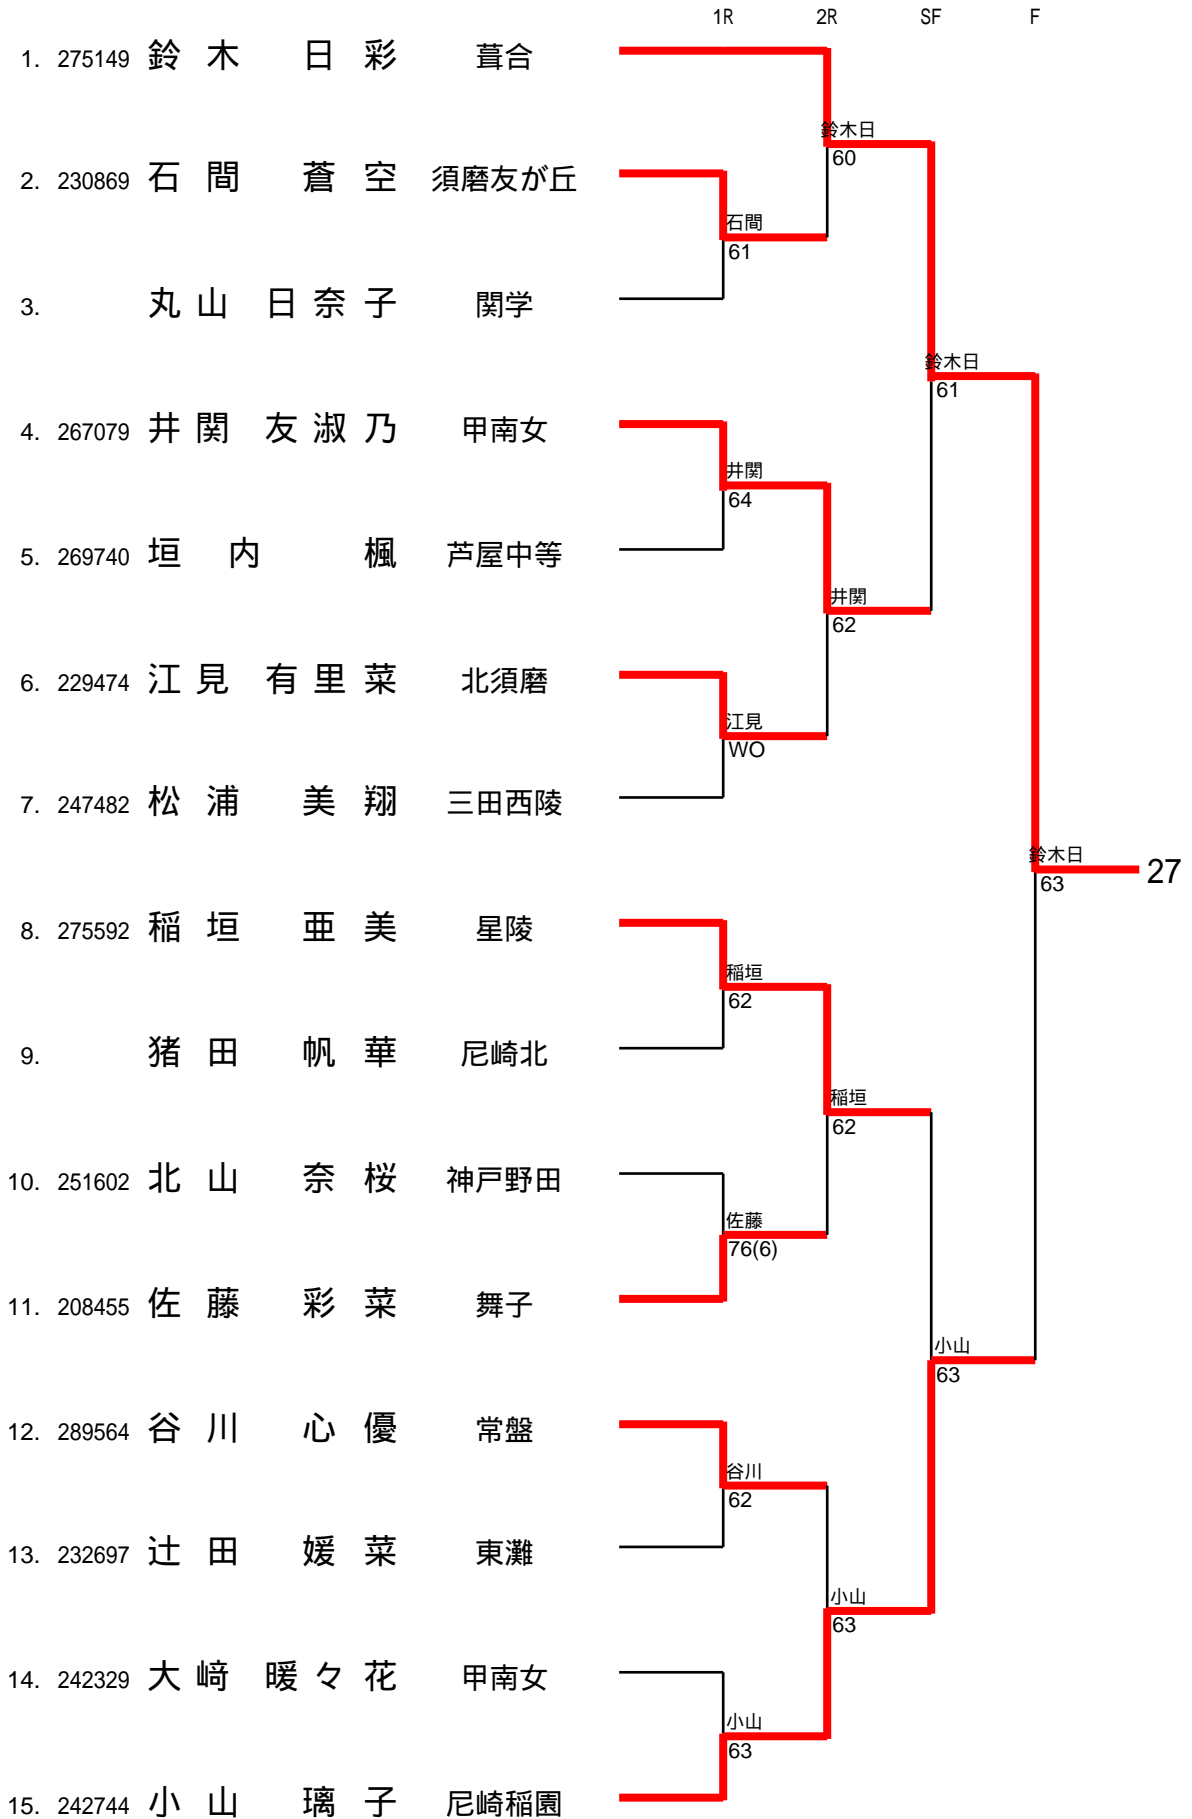 1R 2R SF F
1. 275149 鈴木 日彩 葺合
鈴木日
60
2. 230869 石間 蒼空 須磨友が丘
石間
61
3. 丸山 日奈子 関学
鈴木日
61
4. 267079 井関 友淑乃 甲南女
井関
64
5. 269740 垣内 楓 芦屋中等
井関
62
6. 229474 江見 有里菜 北須磨
江見
WO
7. 247482 松浦 美翔 三田西陵
鈴木日
63 27
8. 275592 稲垣 亜美 星陵
稲垣
62
9. 猪田 帆華 尼崎北
稲垣
62
10. 251602 北山 奈桜 神戸野田
佐藤
76(6)
11. 208455 佐藤 彩菜 舞子
小山
63
12. 289564 谷川 心優 常盤
谷川
62
13. 232697 辻田 媛菜 東灘
小山
63
14. 242329 大﨑 暖々花 甲南女
小山
63
15. 242744 小山 璃子 尼崎稲園